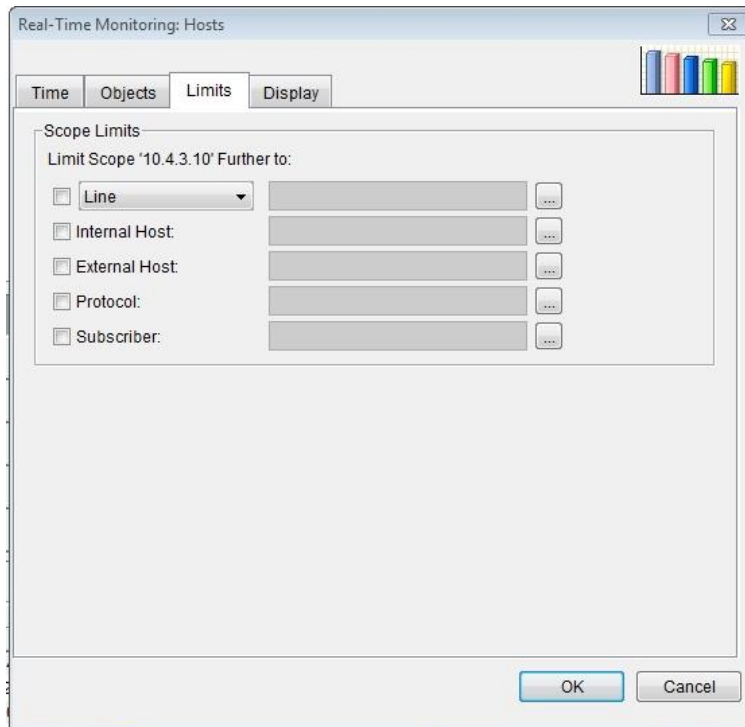 Real-Time Monitoring: Hosts
Time Objects Limits Display
Scope Limits
Limit Scope '10.4.3.10' Further to:
Line ...
Internal Host: ...
External Host: ...
Protocol: ...
Subscriber: ...
OK Cancel